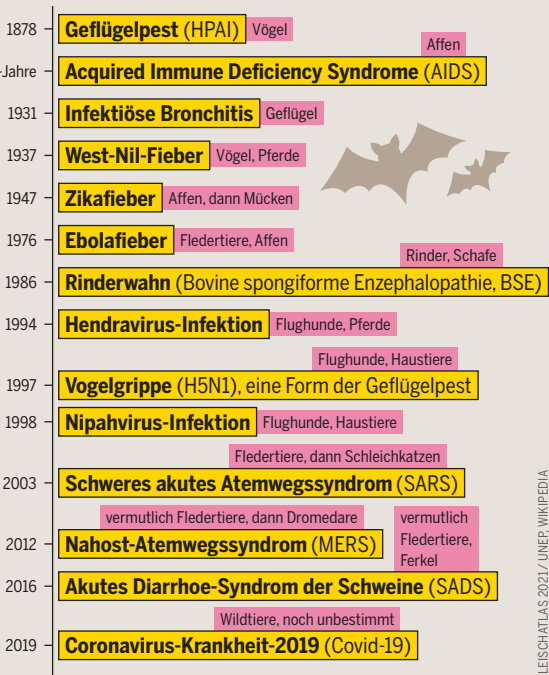 1878
Geflügelpest (HPAI)
Vögel
Affen
-Jahre
Acquired Immune Deficiency Syndrome (AIDS)
1931
Infektiöse Bronchitis
Geflügel
1937
West-Nil-Fieber
Vögel, Pferde
1947
Zikafieber
Affen, dann Mücken
1976
Ebolafieber
Fledertiere, Affen
Rinder, Schafe
1986
Rinderwahn (Bovine spongiforme Enzephalopathie, BSE)
1994
Hendravirus-Infektion
Flughunde, Pferde
Flughunde, Haustiere
1997
Vogelgrippe (H5N1), eine Form der Geflügelpest
1998
Nipahvirus-Infektion
Flughunde, Haustiere
Fledertiere, dann Schleichkatzen
2003
Schweres akutes Atemwegssyndrom (SARS)
vermutlich Fledertiere, dann Dromedare
2012
Nahost-Atemwegssyndrom (MERS)
vermutlich
Fledertiere,
Ferkel
2016
Akutes Diarrhoe-Syndrom der Schweine (SADS)
Wildtiere, noch unbestimmt
2019
Coronavirus-Krankheit-2019 (Covid-19)
LEISCHATLAS 2021 / UNEP, WIKIPEDIA